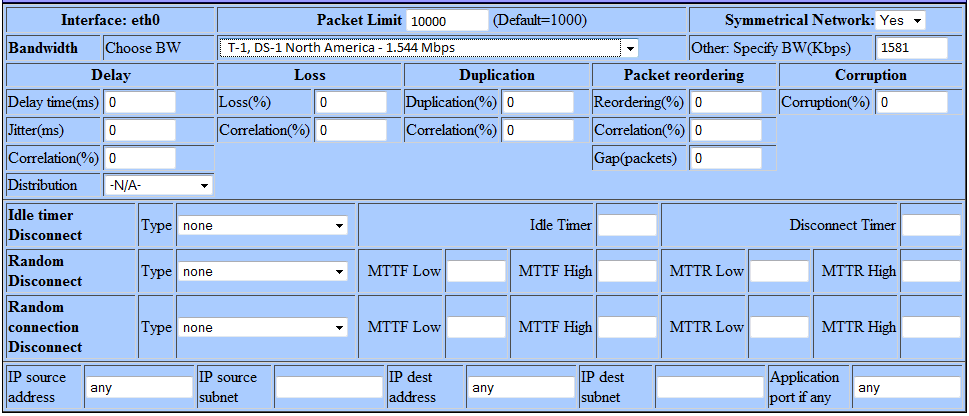 Interface: eth0 Packet Limit 10000 (Default=1000) Symmetrical Network: Yes
Bandwidth Choose BW T-1, DS-1 North America - 1.544 Mbps Other: Specify BW(Kbps) 1581
Delay Loss Duplication Packet reordering Corruption
Delay time(ms) 0 Loss(%) 0 Duplication(%) 0 Reordering(%) 0 Corruption(%) 0
Jitter(ms) 0 Correlation(%) 0 Correlation(%) 0 Correlation(%) 0
Correlation(%) 0 Gap(packets) 0
Distribution -N/A-
Idle timer
Disconnect Type none Idle Timer Disconnect Timer
Random
Disconnect Type none MTTF Low MTTF High MTTR Low MTTR High
Random
connection
Disconnect Type none MTTF Low MTTF High MTTR Low MTTR High
IP source
address any IP source
subnet IP dest
address any IP dest
subnet Application
port if any any